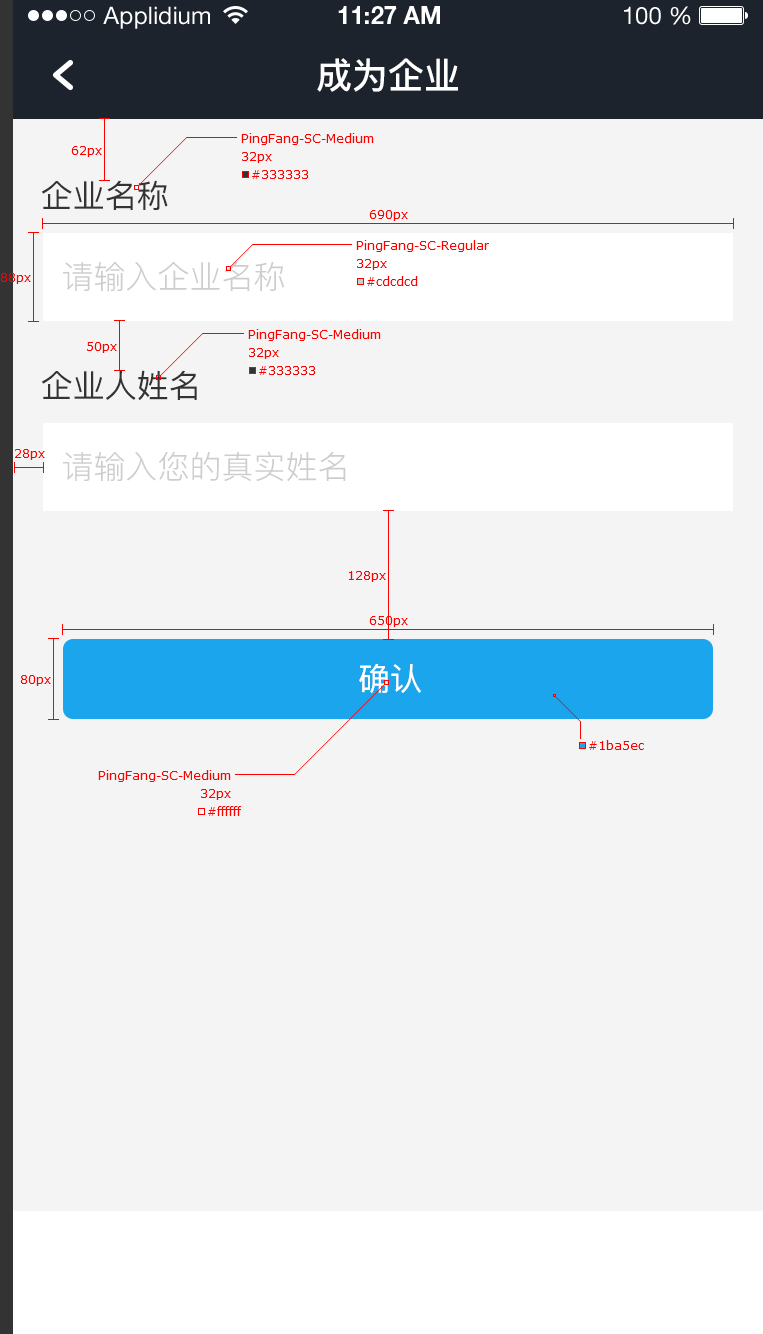 Applidium 11:27 AM 100 %
成为企业
62px
PingFang-SC-Medium
32px
#333333
企业名称
690px
88px
请输入企业名称
PingFang-SC-Regular
32px
#cdcdcd
50px
PingFang-SC-Medium
32px
#333333
企业人姓名
28px
请输入您的真实姓名
128px
650px
80px
确认
#1ba5ec
PingFang-SC-Medium
32px
#ffffff